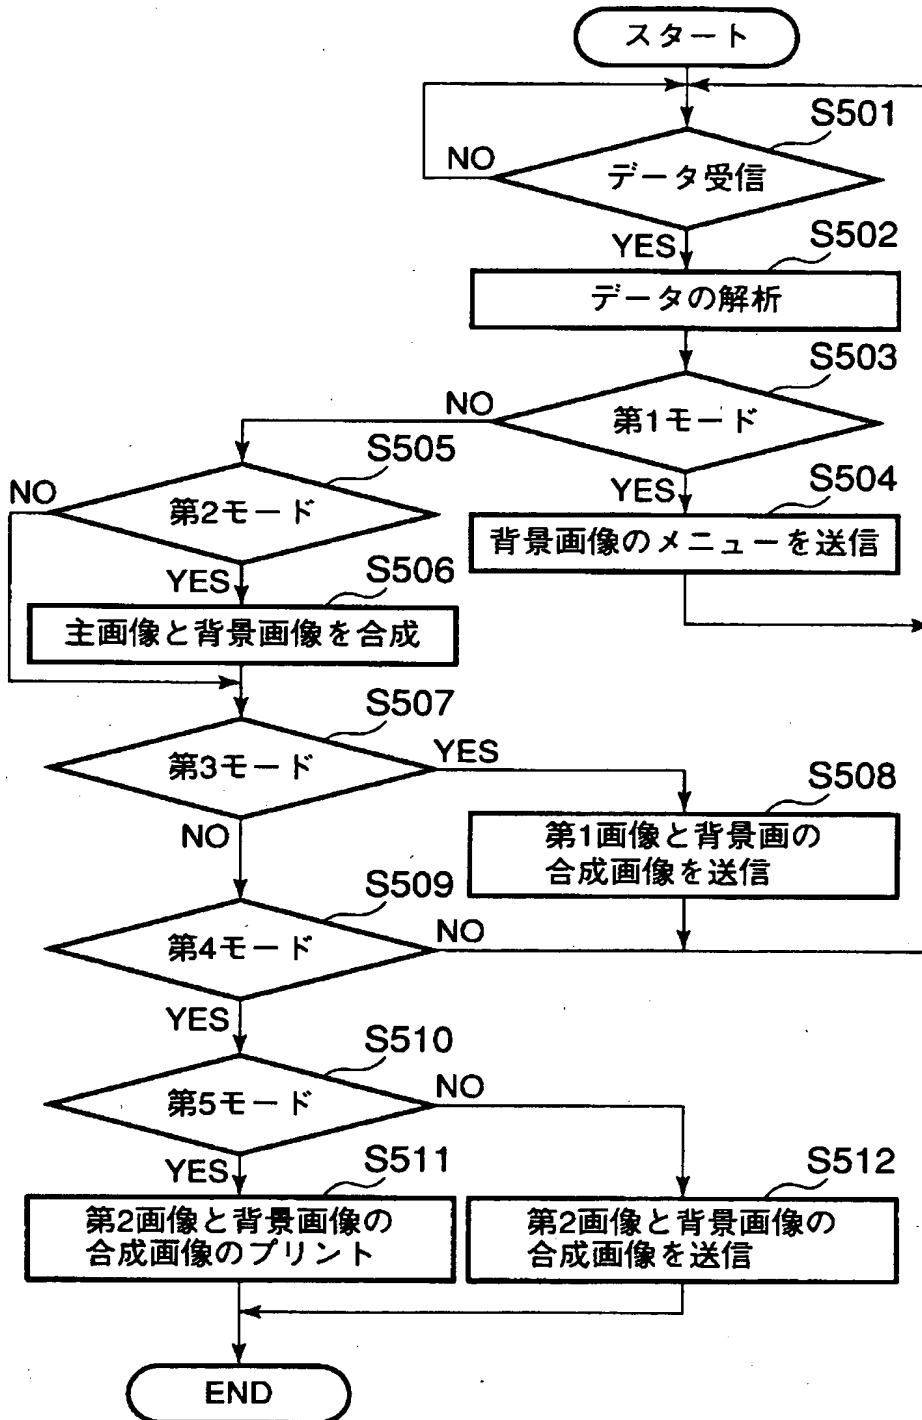 スタート
S501
データ受信
NO
YES
S502
データの解析
S503
第1モード
NO
YES
S504
背景画像のメニューを送信
S505
第2モード
NO
YES
S506
主画像と背景画像を合成
S507
第3モード
YES
NO
S508
第1画像と背景画の
合成画像を送信
S509
第4モード
NO
YES
S510
第5モード
NO
YES
S511
第2画像と背景画像の
合成画像のプリント
S512
第2画像と背景画像の
合成画像を送信
END